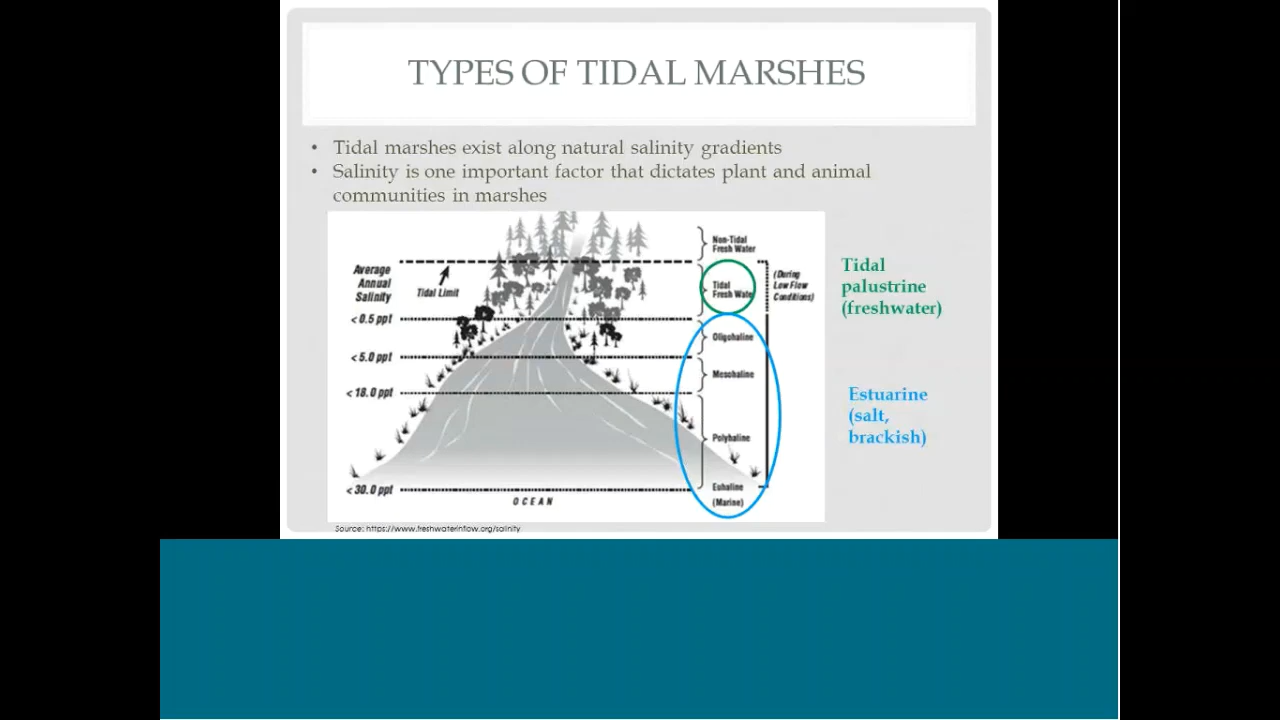 TYPES OF TIDAL MARSHES
• Tidal marshes exist along natural salinity gradients
• Salinity is one important factor that dictates plant and animal
communities in marshes
Non-Tidal
Fresh Water
Average
Annual
Salinity
Tidal Limit
Tidal
Fresh Wate
(During
Low Flow
Conditions)
Tidal
palustrine
(freshwater)
< 0.5 ppt
Oligohaline
< 5.0 ppt
Mesohaline
< 18.0 ppt
Estuarine
(salt,
brackish)
Polyhaline
< 30.0 ppt
OCEAN
Euhaline
(Marine)
Source: https://www.freshwaterinflow.org/salinity